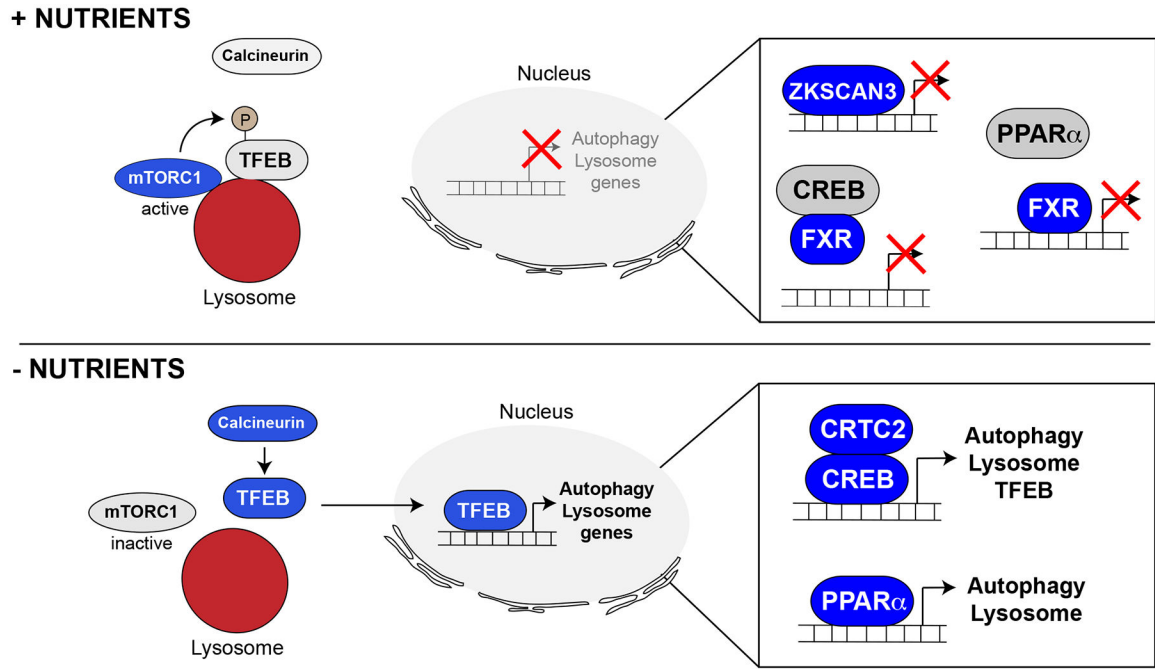 + NUTRIENTS
Calcineurin
P
TFEB
mTORC1
active
Lysosome
Nucleus
Autophagy
Lysosome
genes
ZKSCAN3
PPARα
CREB
FXR
FXR
- NUTRIENTS
Calcineurin
TFEB
mTORC1
inactive
Lysosome
Nucleus
TFEB
Autophagy
Lysosome
genes
CRTC2
CREB
Autophagy
Lysosome
TFEB
PPARα
Autophagy
Lysosome